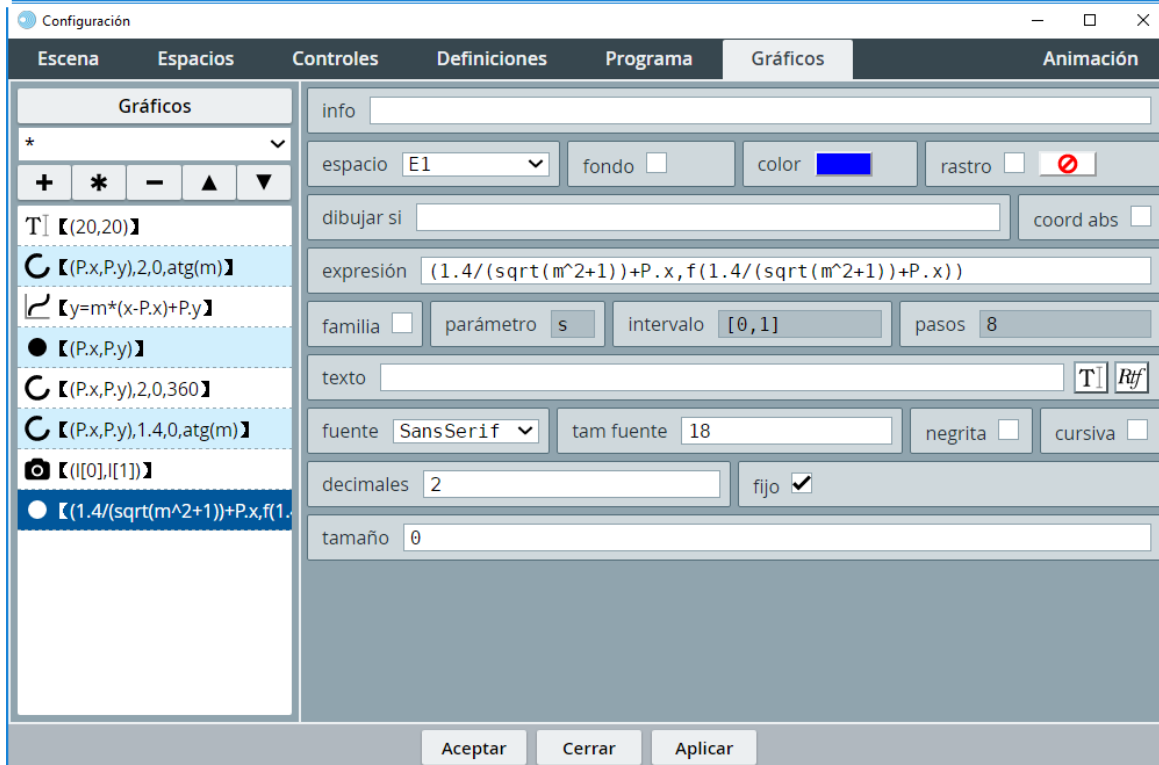 Configuración
Escena Espacios Controles Definiciones Programa Gráficos Animación
Gráficos
*
+ * − ▲ ▼
T 【(20,20)】
【(P.x,P.y),2,0,atg(m)】
【y=m*(x-P.x)+P.y】
【(P.x,P.y)】
【(P.x,P.y),2,0,360】
【(P.x,P.y),1.4,0,atg(m)】
【(I[0],I[1])】
【(1.4/(sqrt(m^2+1))+P.x,f(1.
info
espacio E1 fondo color rastro
dibujar si coord abs
expresión (1.4/(sqrt(m^2+1))+P.x,f(1.4/(sqrt(m^2+1))+P.x))
familia parámetro s intervalo [0,1] pasos 8
texto T Rtf
fuente SansSerif tam fuente 18 negrita cursiva
decimales 2 fijo ✔
tamaño 0
Aceptar Cerrar Aplicar